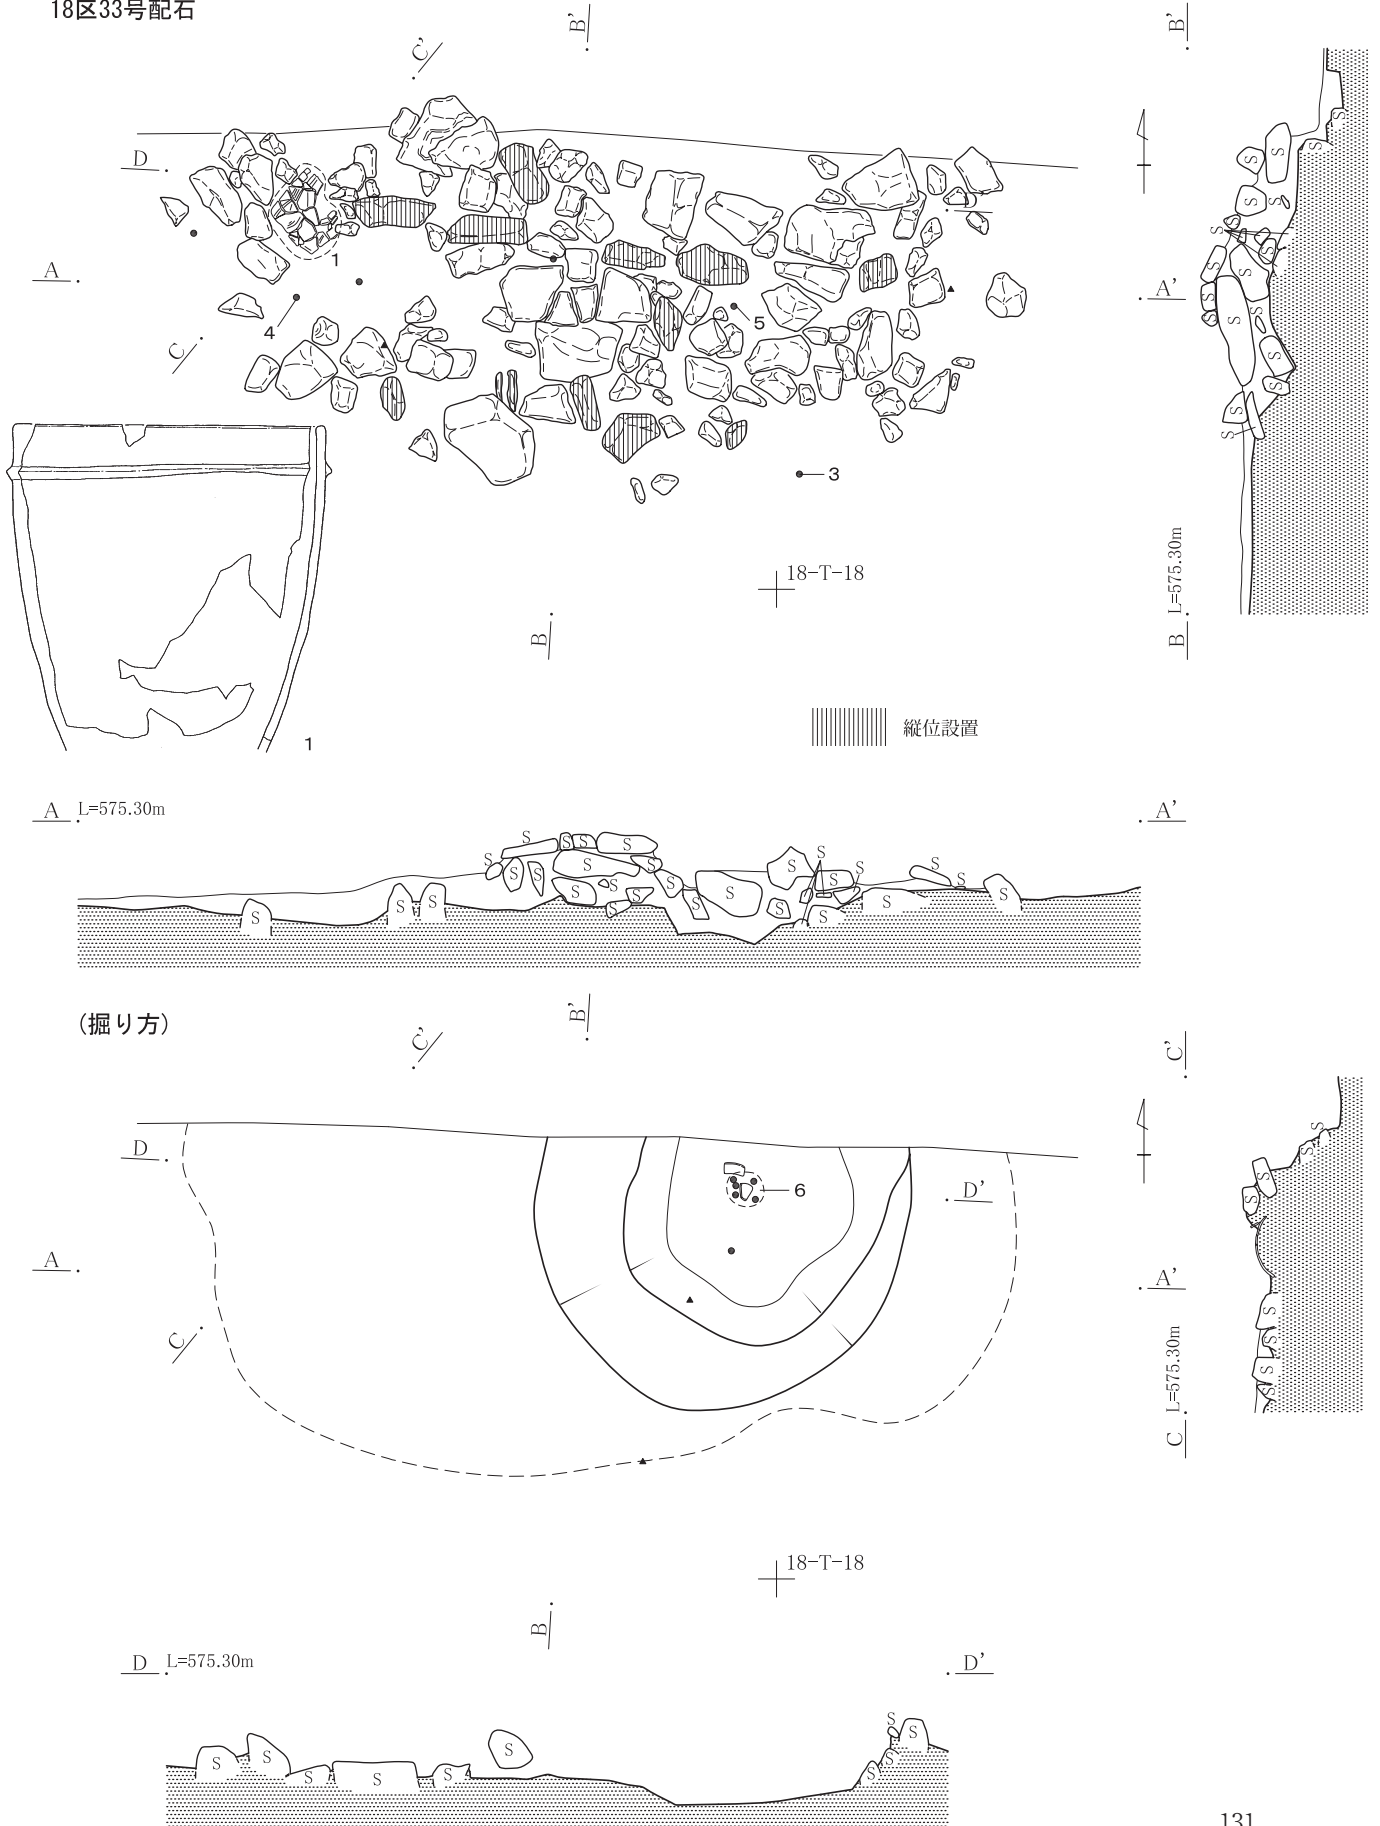 18区33号配石
B'
B'
C'
D
1
A
A'
A'
4
5
C
3
18-T-18
B
L=575.30m
B
1
縦位設置
A L=575.30m
A'
S S S S S S S S S S S S S S S S S S S S S S S S S S S
(掘り方)
B'
C'
C'
D
6
D'
A
A'
C
L=575.30m
C
18-T-18
B
D L=575.30m
D'
S S S S S S S S S S
131